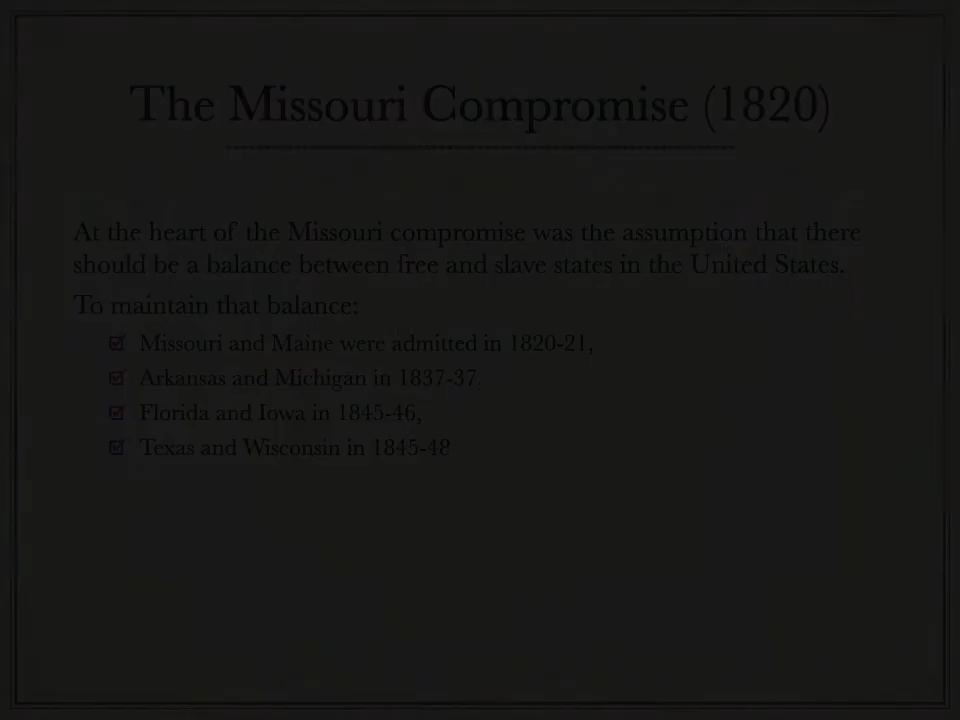 The Missouri Compromise (1820)
At the heart of the Missouri compromise was the assumption that there
should be a balance between free and slave states in the United States.
To maintain that balance:
Missouri and Maine were admitted in 1820-21,
Arkansas and Michigan in 1837-37,
Florida and Iowa in 1845-46,
Texas and Wisconsin in 1845-48